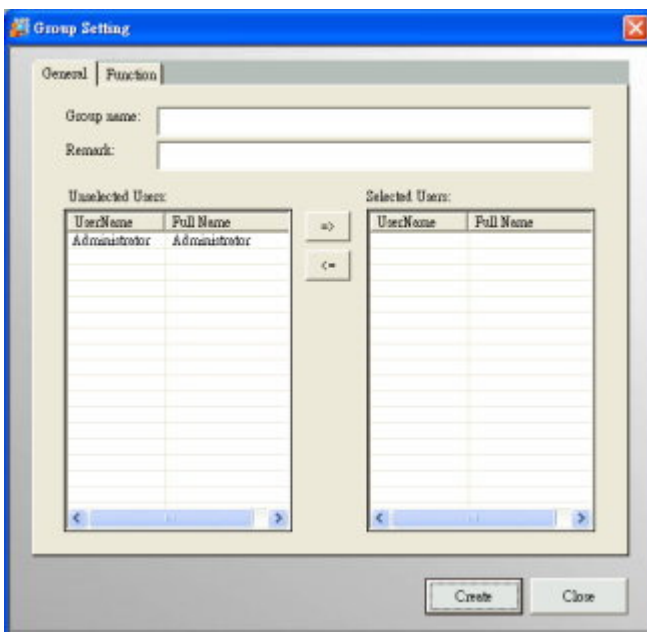 Group Setting
General Function
Group name:
Remark:
Unselected Users: Selected Users:
UserName Full Name => UserName Full Name
Administrator Administrator
<=
Create Close